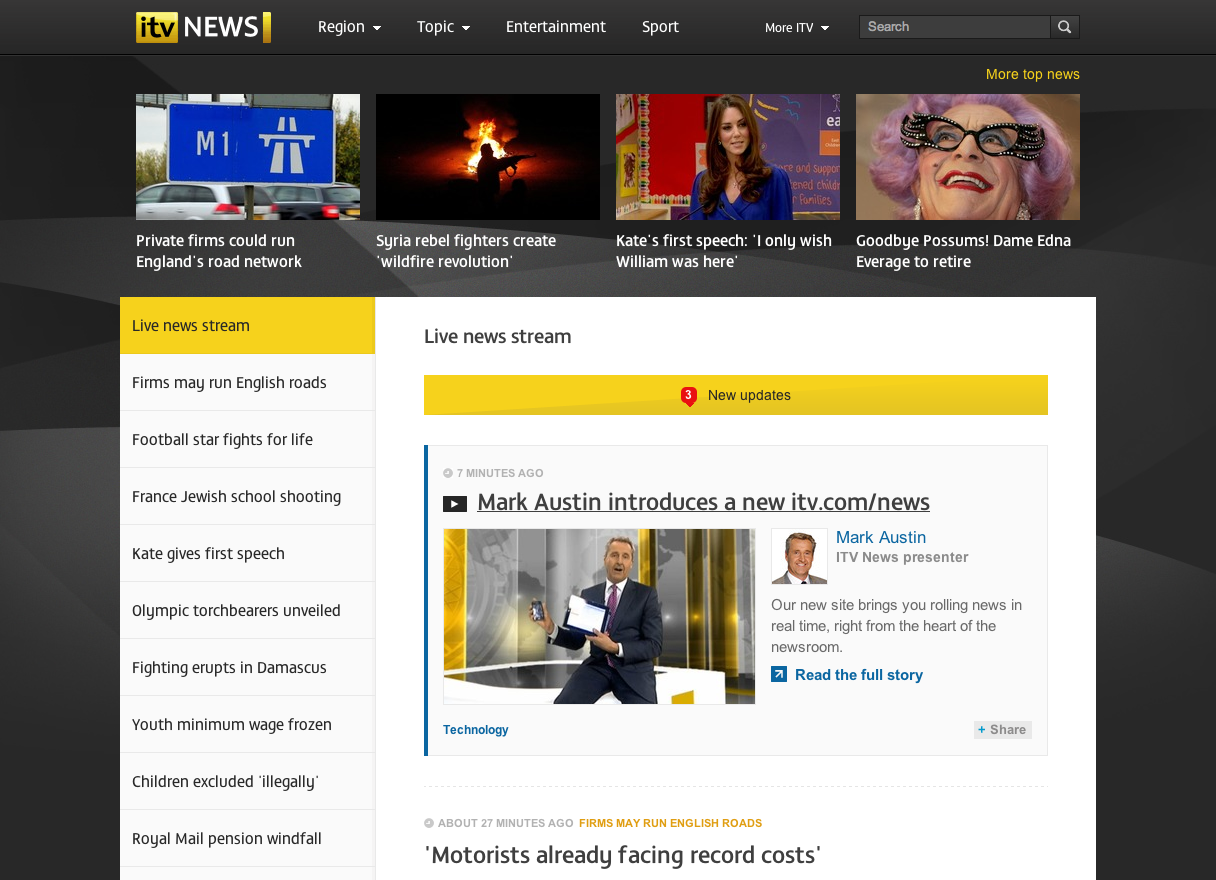 itv NEWS
Region
Topic
Entertainment
Sport
More ITV
Search
More top news
M1
ea
Private firms could run
England's road network
Syria rebel fighters create
'wildfire revolution'
Kate's first speech: 'I only wish
William was here'
Goodbye Possums! Dame Edna
Everage to retire
Live news stream
Firms may run English roads
Football star fights for life
France Jewish school shooting
Kate gives first speech
Olympic torchbearers unveiled
Fighting erupts in Damascus
Youth minimum wage frozen
Children excluded 'illegally'
Royal Mail pension windfall
Live news stream
3 New updates
7 MINUTES AGO
Mark Austin introduces a new itv.com/news
Mark Austin
ITV News presenter
Our new site brings you rolling news in
real time, right from the heart of the
newsroom.
Read the full story
Technology
+ Share
ABOUT 27 MINUTES AGO FIRMS MAY RUN ENGLISH ROADS
'Motorists already facing record costs'